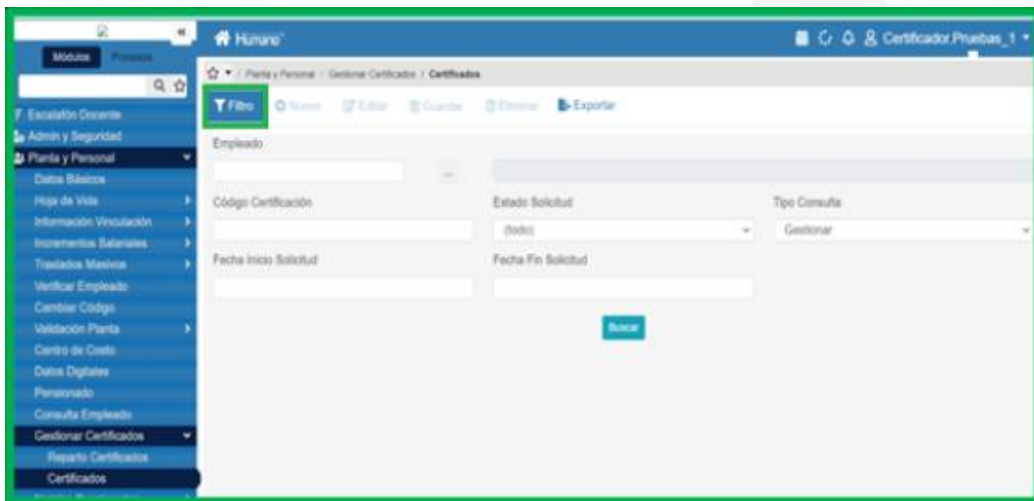 Humano
Certificador.Pruebas_1
Módulos Procesos
/ Planta y Personal / Gestionar Certificados / Certificados
Filtro Nuevo Editar Guardar Eliminar Exportar
Escalafón Docente
Admin y Seguridad
Planta y Personal
Datos Básicos
Hoja de Vida
Información Vinculación
Incrementos Salariales
Traslados Masivos
Verificar Empleado
Cambiar Código
Validación Planta
Centro de Costo
Datos Digitales
Pensionado
Consulta Empleado
Gestionar Certificados
Reparto Certificados
Certificados
Empleado
...
Código Certificación
Estado Solicitud
(todo)
Tipo Consulta
Gestionar
Fecha Inicio Solicitud
Fecha Fin Solicitud
Buscar